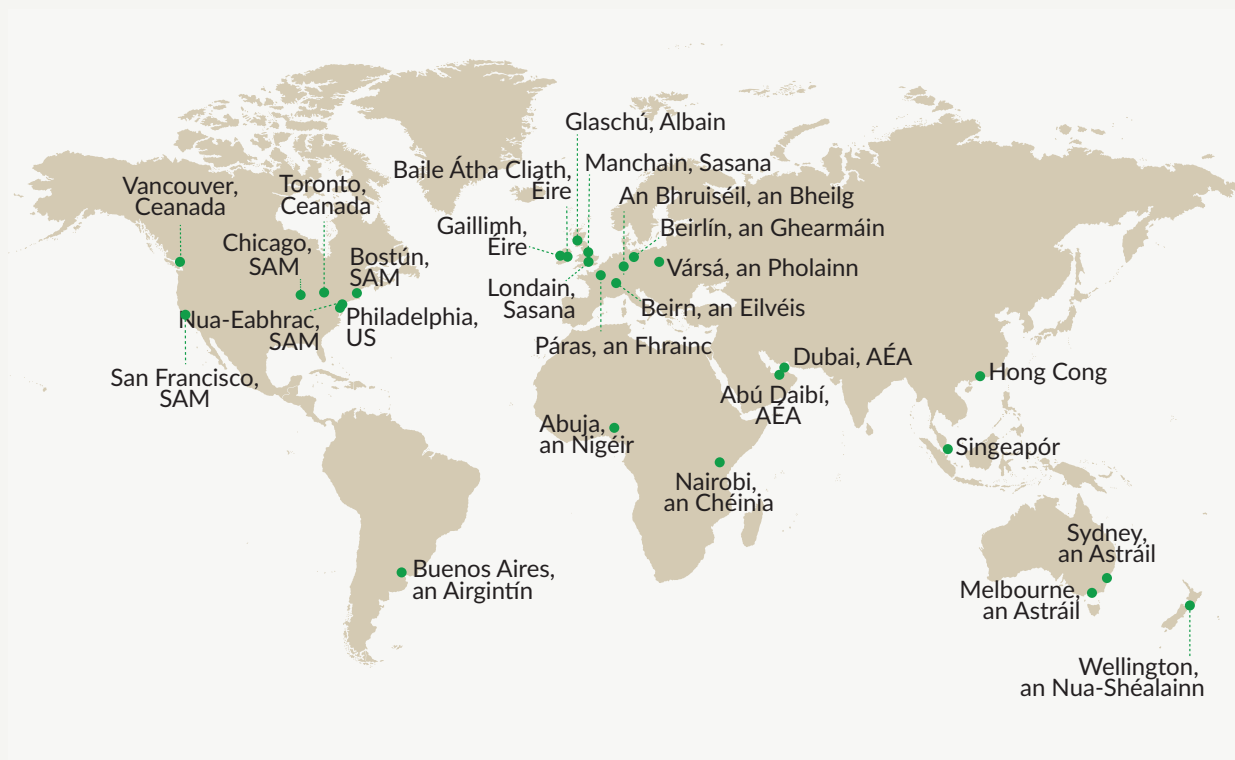 Glaschú, Albain
Manchain, Sasana
Baile Átha Cliath,
Éire
An Bhruiséil, an Bheilg
Gaillimh,
Éire
Beirlín, an Ghearmáin
Vársá, an Pholainn
Londain,
Sasana
Beirn, an Eilvéis
Páras, an Fhrainc
Vancouver,
Ceanada
Toronto,
Ceanada
Chicago,
SAM
Bostún,
SAM
Nua-Eabhrac,
SAM
Philadelphia,
US
San Francisco,
SAM
Dubai, AÉA
Abú Daibí,
AÉA
Hong Cong
Abuja,
an Nigéir
Singeapór
Nairobi,
an Chéinia
Sydney,
an Astráil
Buenos Aires,
an Airgintín
Melbourne,
an Astráil
Wellington,
an Nua-Shéalainn